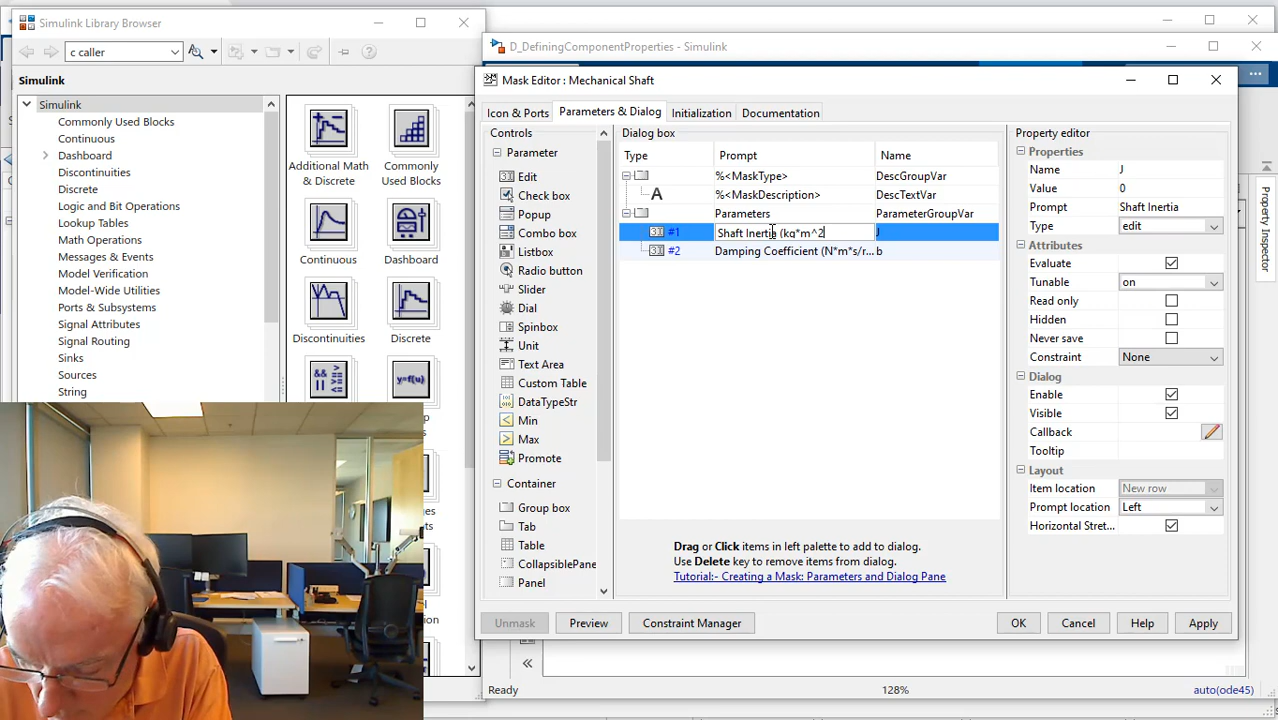 Simulink Library Browser
c caller
Simulink
Simulink
Commonly Used Blocks
Continuous
Dashboard
Discontinuities
Discrete
Logic and Bit Operations
Lookup Tables
Math Operations
Messages & Events
Model Verification
Model-Wide Utilities
Ports & Subsystems
Signal Attributes
Signal Routing
Sinks
Sources
String
Additional Math
& Discrete
Commonly Used
Blocks
Continuous
Dashboard
Discontinuities
Discrete
y=f(u)
D_DefiningComponentProperties - Simulink
Mask Editor : Mechanical Shaft
Icon & Ports
Parameters & Dialog
Initialization
Documentation
Controls
Parameter
Edit
Check box
Popup
Combo box
Listbox
Radio button
Slider
Dial
Spinbox
Unit
Text Area
Custom Table
DataTypeStr
Min
Max
Promote
Container
Group box
Tab
Table
CollapsiblePane
Panel
Dialog box
Type Prompt Name
%<MaskType> DescGroupVar
A %<MaskDescription> DescTextVar
Parameters ParameterGroupVar
#1 Shaft Inertia (kq*m^2 J
#2 Damping Coefficient (N*m*s/r... b
Drag or Click items in left palette to add to dialog.
Use Delete key to remove items from dialog.
Tutorial:- Creating a Mask: Parameters and Dialog Pane
Property editor
Properties
Name J
Value 0
Prompt Shaft Inertia
Type edit
Attributes
Evaluate
Tunable on
Read only
Hidden
Never save
Constraint None
Dialog
Enable
Visible
Callback
Tooltip
Layout
Item location New row
Prompt location Left
Horizontal Stret...
Unmask
Preview
Constraint Manager
OK
Cancel
Help
Apply
Property Inspector
Ready
128%
auto(ode45)